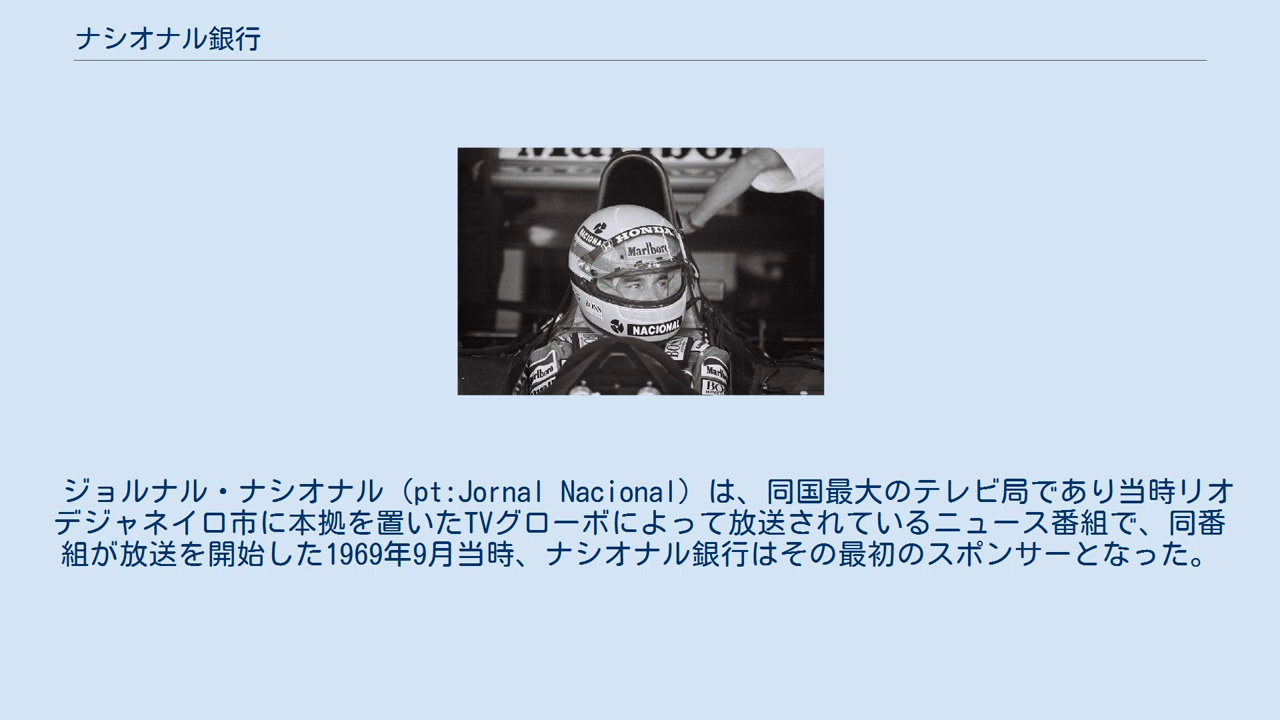 ナシオナル銀行
Marlboro
NACIONAL
HONDA
Marlboro
BOSS
NACIONAL
Marlboro
BOSS
ジョルナル・ナシオナル（pt:Jornal Nacional）は、同国最大のテレビ局であり当時リオ
デジャネイロ市に本拠を置いたTVグローボによって放送されているニュース番組で、同番
組が放送を開始した1969年9月当時、ナシオナル銀行はその最初のスポンサーとなった。